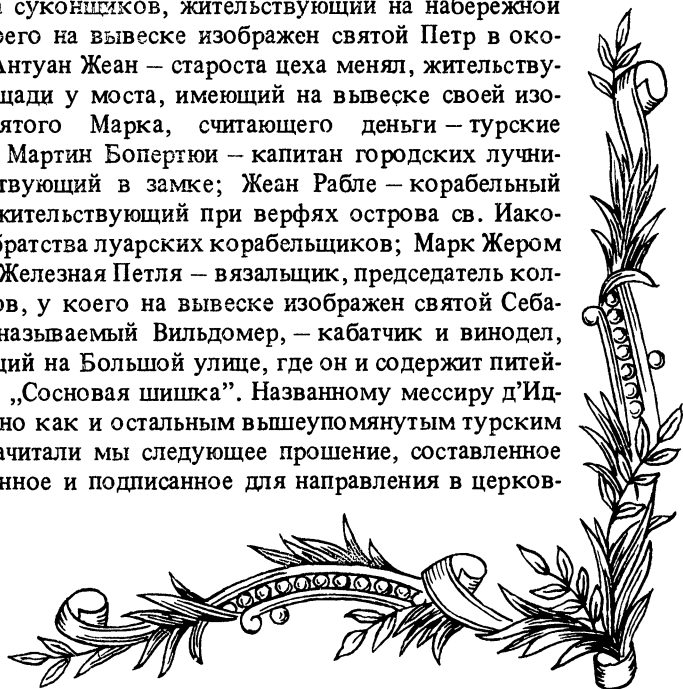 суконщиков, жительствующий на набережной
оего на вывеске изображен святой Петр в око-
Антуан Жеан – староста цеха менял, жительству-
щади у моста, имеющий на вывеске своей изо-
ятого Марка, считающего деньги – турские
Мартин Бопертюи – капитан городских лучни-
твующий в замке; Жеан Рабле – корабельный
жительствующий при верфях острова св. Иако-
братства луарских корабельщиков; Марк Жером
Железная Петля – вязальщик, председатель кол-
ов, у коего на вывеске изображен святой Себа-
называемый Вильдомер, – кабатчик и винодел,
щий на Большой улице, где он и содержит питей-
„Сосновая шишка”. Названному мессиру д’Ид-
но как и остальным вышеупомянутым турским
ачитали мы следующее прошение, составленное
нное и подписанное для направления в церков-